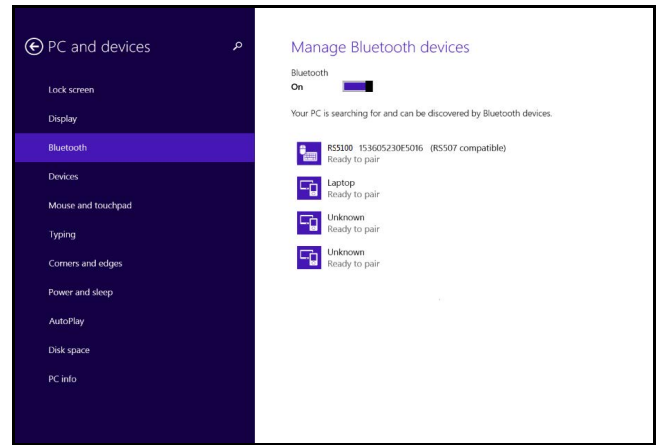 PC and devices
Lock screen
Display
Bluetooth
Devices
Mouse and touchpad
Typing
Corners and edges
Power and sleep
AutoPlay
Disk space
PC info
Manage Bluetooth devices
Bluetooth
On
Your PC is searching for and can be discovered by Bluetooth devices.
RS5100 153605230E5016 (RS507 compatible)
Ready to pair
Laptop
Ready to pair
Unknown
Ready to pair
Unknown
Ready to pair